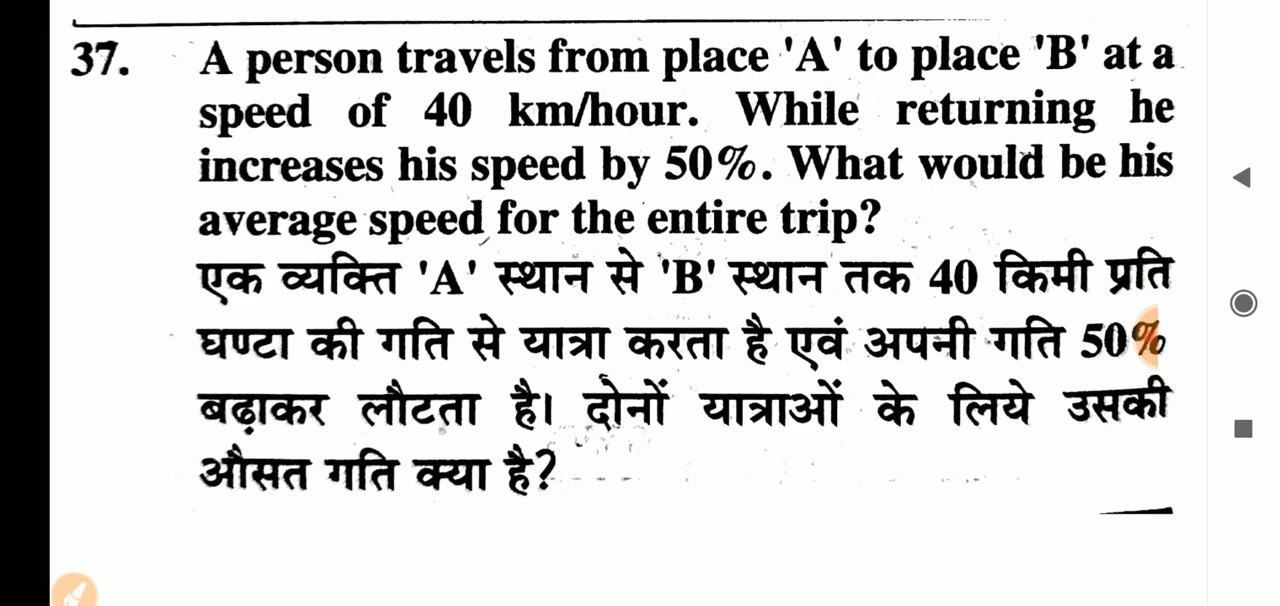 37. A person travels from place 'A' to place 'B' at a
speed of 40 km/hour. While returning he
increases his speed by 50%. What would be his
average speed for the entire trip?
एक व्यक्ति 'A' स्थान से 'B' स्थान तक 40 किमी प्रति
घण्टा की गति से यात्रा करता है एवं अपनी गति 50%
बढ़ाकर लौटता है। दोनों यात्राओं के लिये उसकी
औसत गति क्या है?